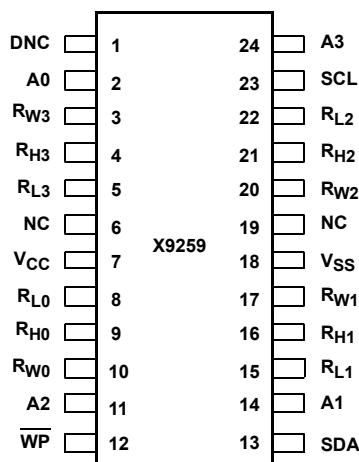 DNC 1 24 A3
A0 2 23 SCL
RW3 3 22 RL2
RH3 4 21 RH2
RL3 5 20 RW2
NC 6 19 NC
X9259
VCC 7 18 VSS
RL0 8 17 RW1
RH0 9 16 RH1
RW0 10 15 RL1
A2 11 14 A1
W̅P̅ 12 13 SDA